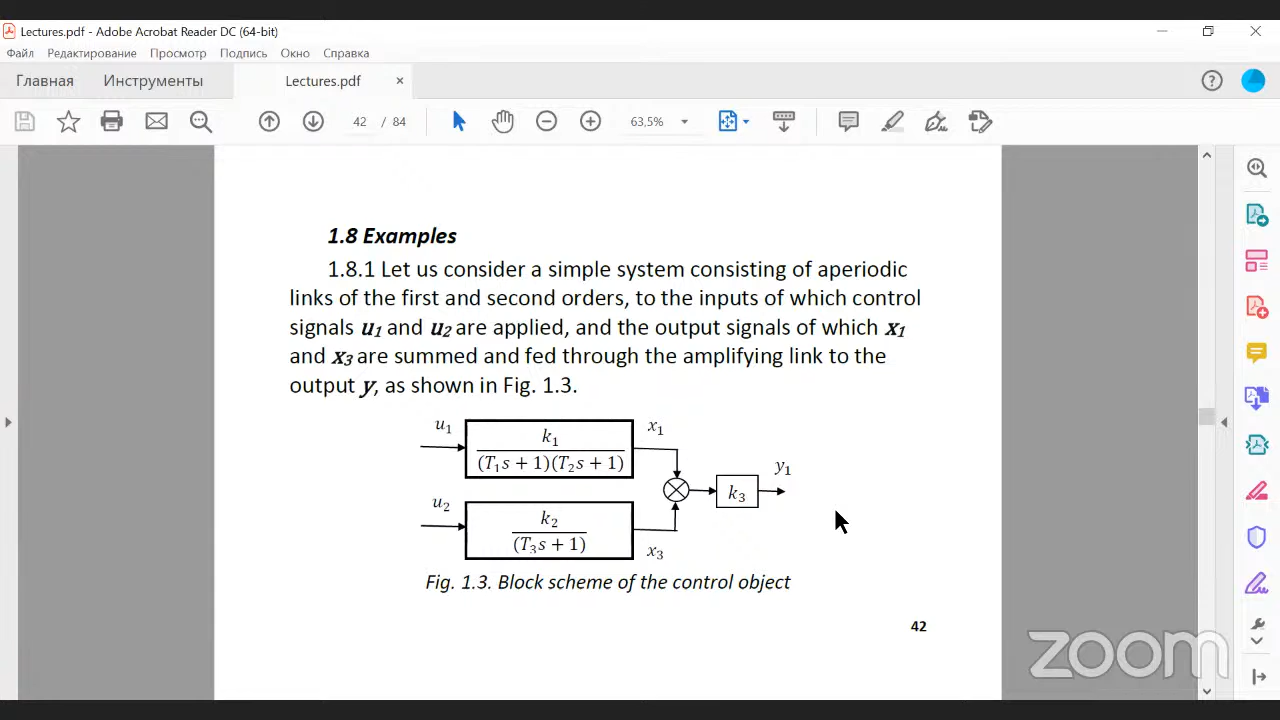 Lectures.pdf - Adobe Acrobat Reader DC (64-bit)
Файл Редактирование Просмотр Подпись Окно Справка
Главная Инструменты Lectures.pdf ×
42 / 84 63,5%
1.8 Examples
1.8.1 Let us consider a simple system consisting of aperiodic
links of the first and second orders, to the inputs of which control
signals u₁ and u₂ are applied, and the output signals of which x₁
and x₃ are summed and fed through the amplifying link to the
output y, as shown in Fig. 1.3.
u₁
k₁
(T₁s + 1)(T₂s + 1)
x₁
u₂
k₂
(T₃s + 1)
x₃
k₃
y₁
Fig. 1.3. Block scheme of the control object
42
zoom